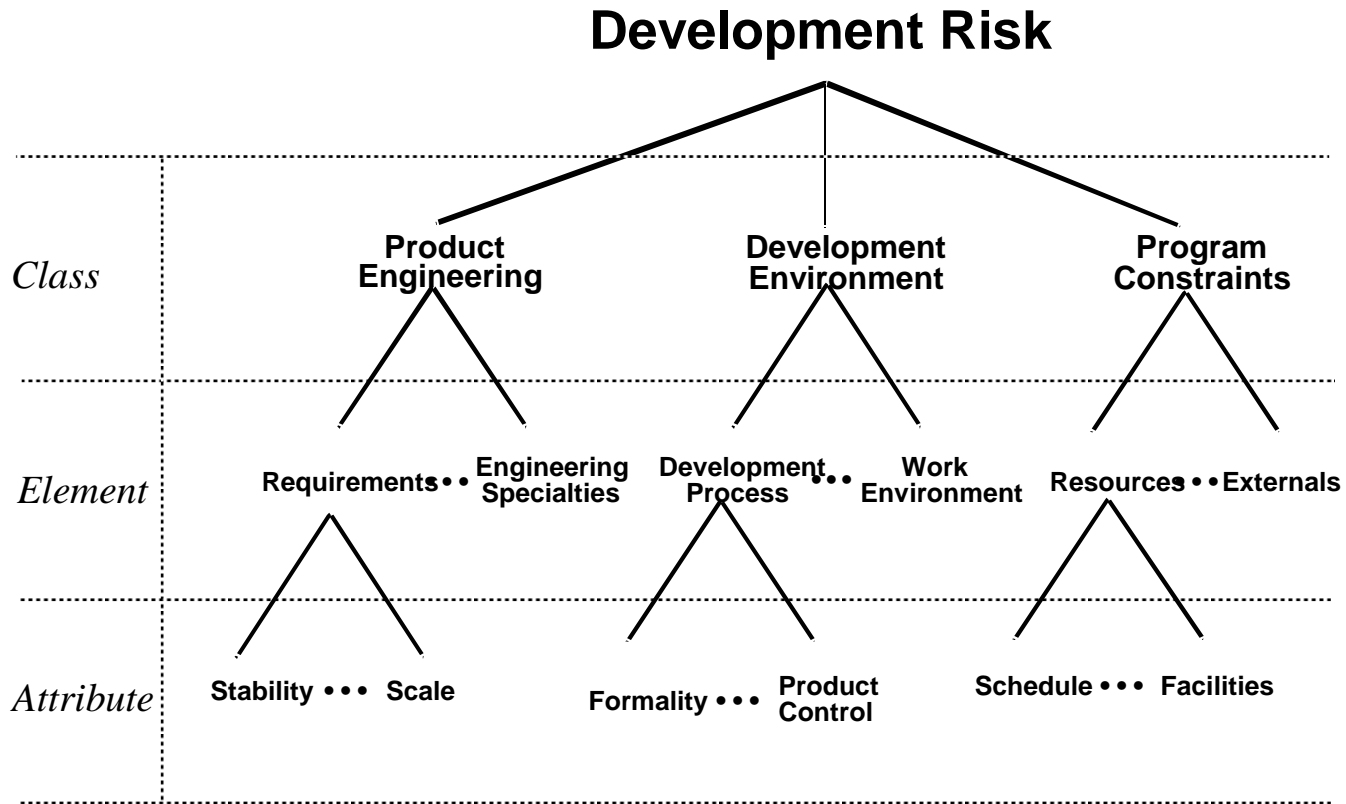 Development Risk
Class
Product
Engineering
Development
Environment
Program
Constraints
Element
Requirements •••
Engineering
Specialties
Development
Process
•••
Work
Environment
Resources ••• Externals
Attribute
Stability ••• Scale
Formality •••
Product
Control
Schedule ••• Facilities